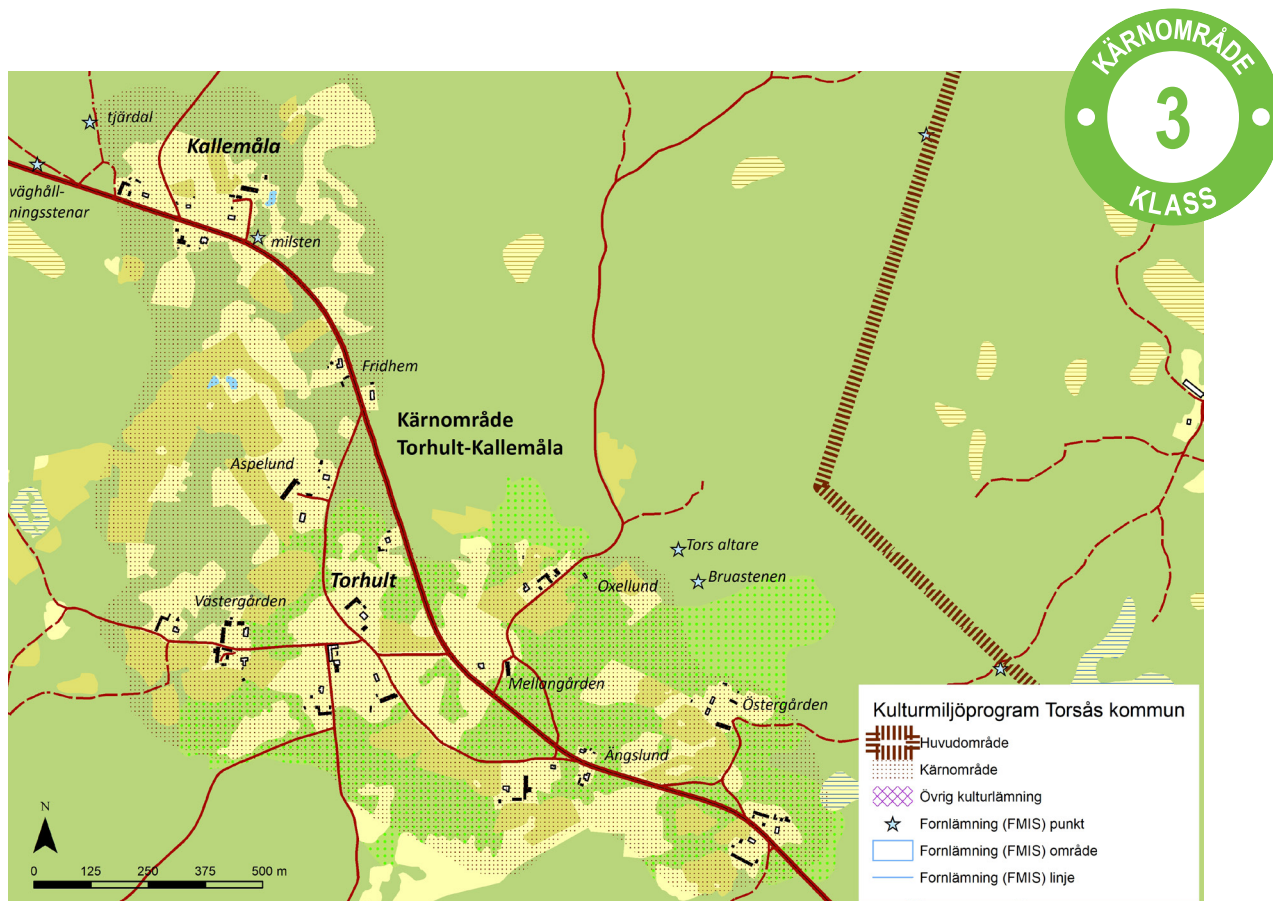 KÄRNOMRÅDE
3
KLASS
tjärdal
Kallemåla
väghåll-
ningsstenar
milsten
Fridhem
Kärnområde
Torhult-Kallemåla
Aspelund
Tors altare
Torhult
Bruastenen
Oxellund
Västergården
Mellangården
Östergården
Ängslund
Kulturmiljöprogram Torsås kommun
Huvudområde
Kärnområde
Övrig kulturlämning
Fornlämning (FMIS) punkt
Fornlämning (FMIS) område
Fornlämning (FMIS) linje
N
0 125 250 375 500 m